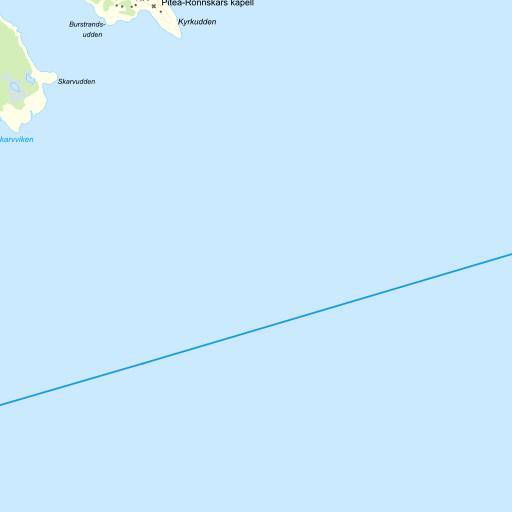 Piteå-Rönnskärs kapell
Kyrkudden
Burstrands-
udden
Skarvudden
karvviken